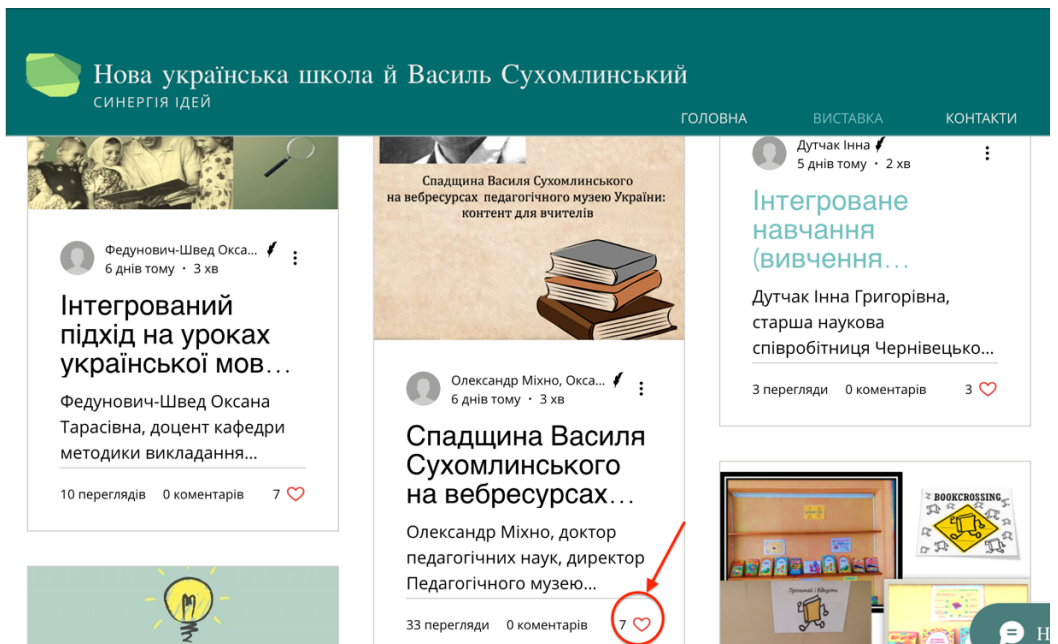 Нова українська школа й Василь Сухомлинський
СИНЕРГІЯ ІДЕЙ
ГОЛОВНА
ВИСТАВКА
КОНТАКТИ
Федунович-Швед Окса...
6 днів тому · 3 хв
Інтегрований
підхід на уроках
української мов...
Федунович-Швед Оксана
Тарасівна, доцент кафедри
методики викладання...
10 переглядів 0 коментарів 7
Спадщина Василя Сухомлинського
на вебресурсах педагогічного музею України:
контент для вчителів
Олександр Міхно, Окса...
6 днів тому · 3 хв
Спадщина Василя
Сухомлинського
на вебресурсах...
Олександр Міхно, доктор
педагогічних наук, директор
Педагогічного музею...
33 перегляди 0 коментарів 7
Дутчак Інна
5 днів тому · 2 хв
Інтегроване
навчання
(вивчення...
Дутчак Інна Григорівна,
старша наукова
співробітниця Чернівецько...
3 перегляди 0 коментарів 3
BOOKCROSSING
Прочитай і відпусти
Н